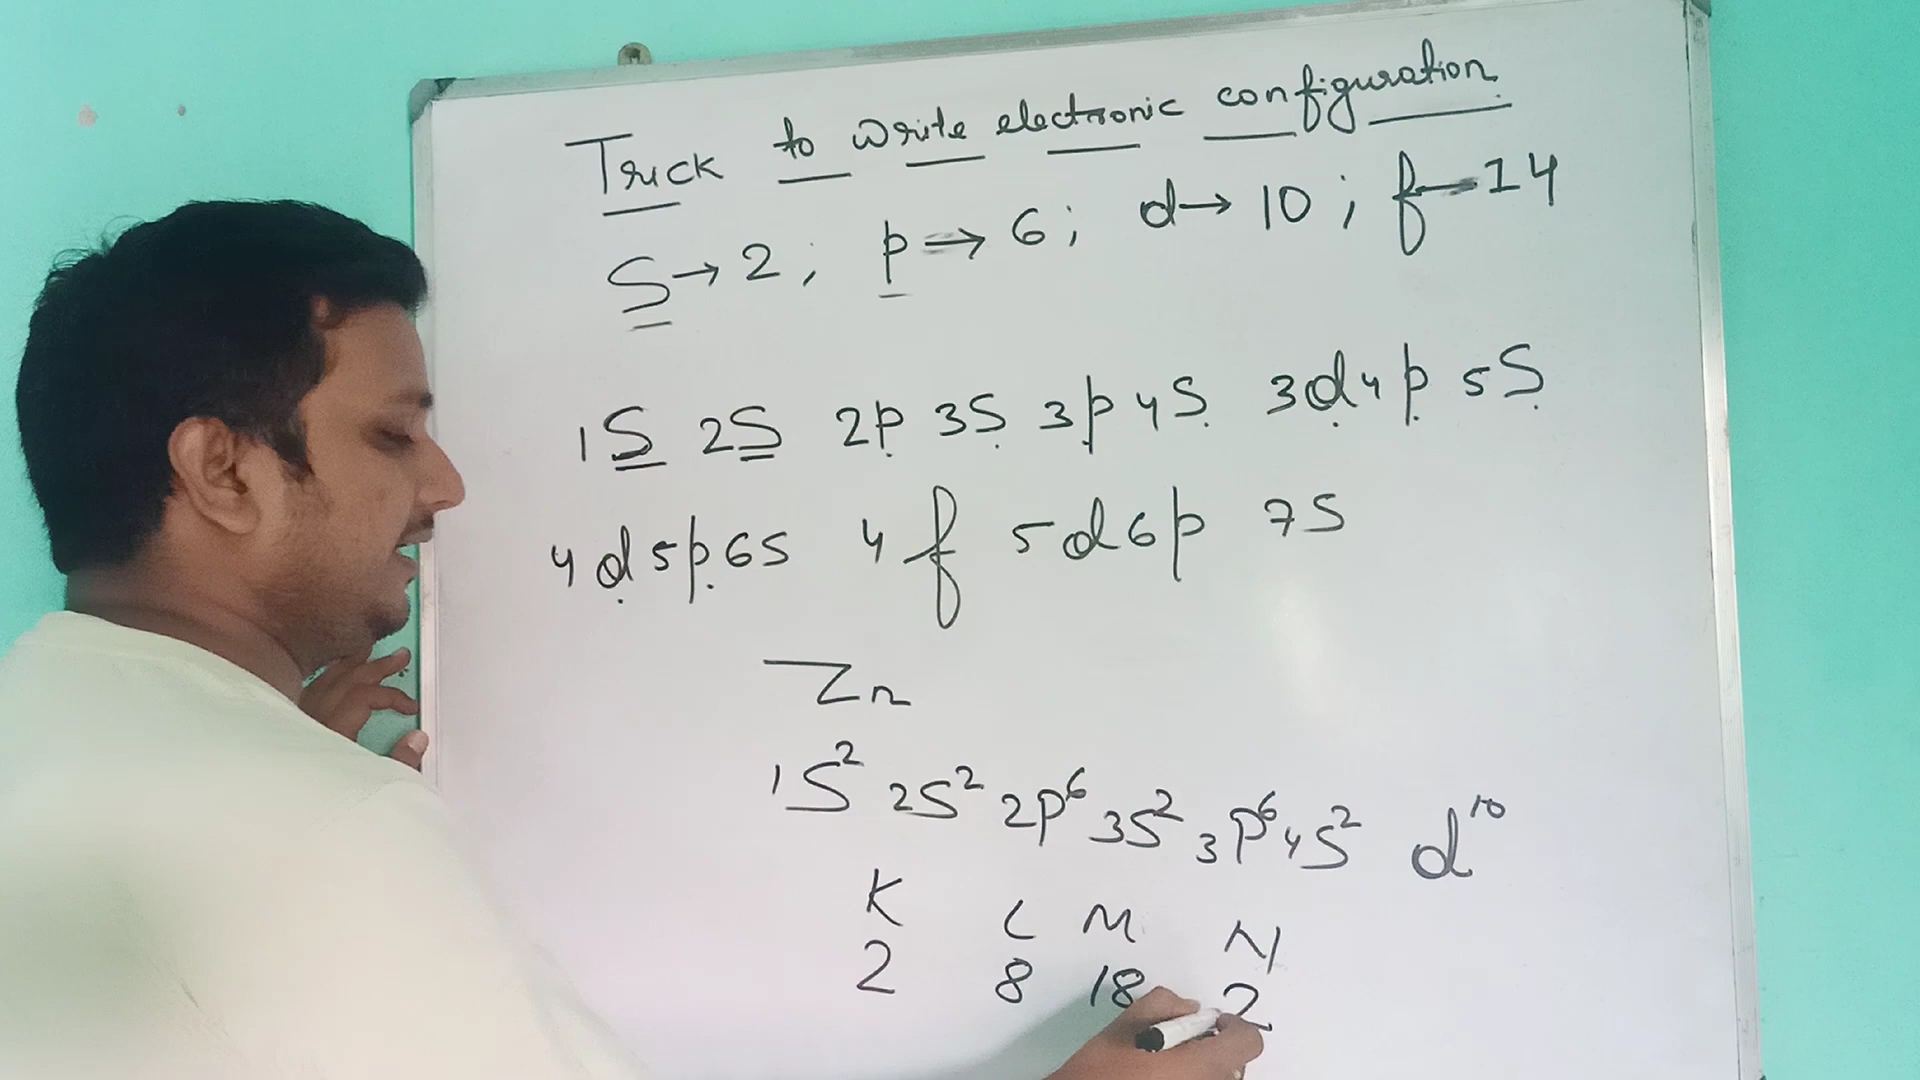 Trick to write electronic configuration
S→2; p→6; d→10; f→14
1S 2S 2p 3S 3p 4S 3d 4p 5S
4d 5p 6s 4f 5d 6p 7s
Zn
1S² 2S² 2p⁶ 3S² 3p⁶ 4S² d¹⁰
K L M N
2 8 18 2